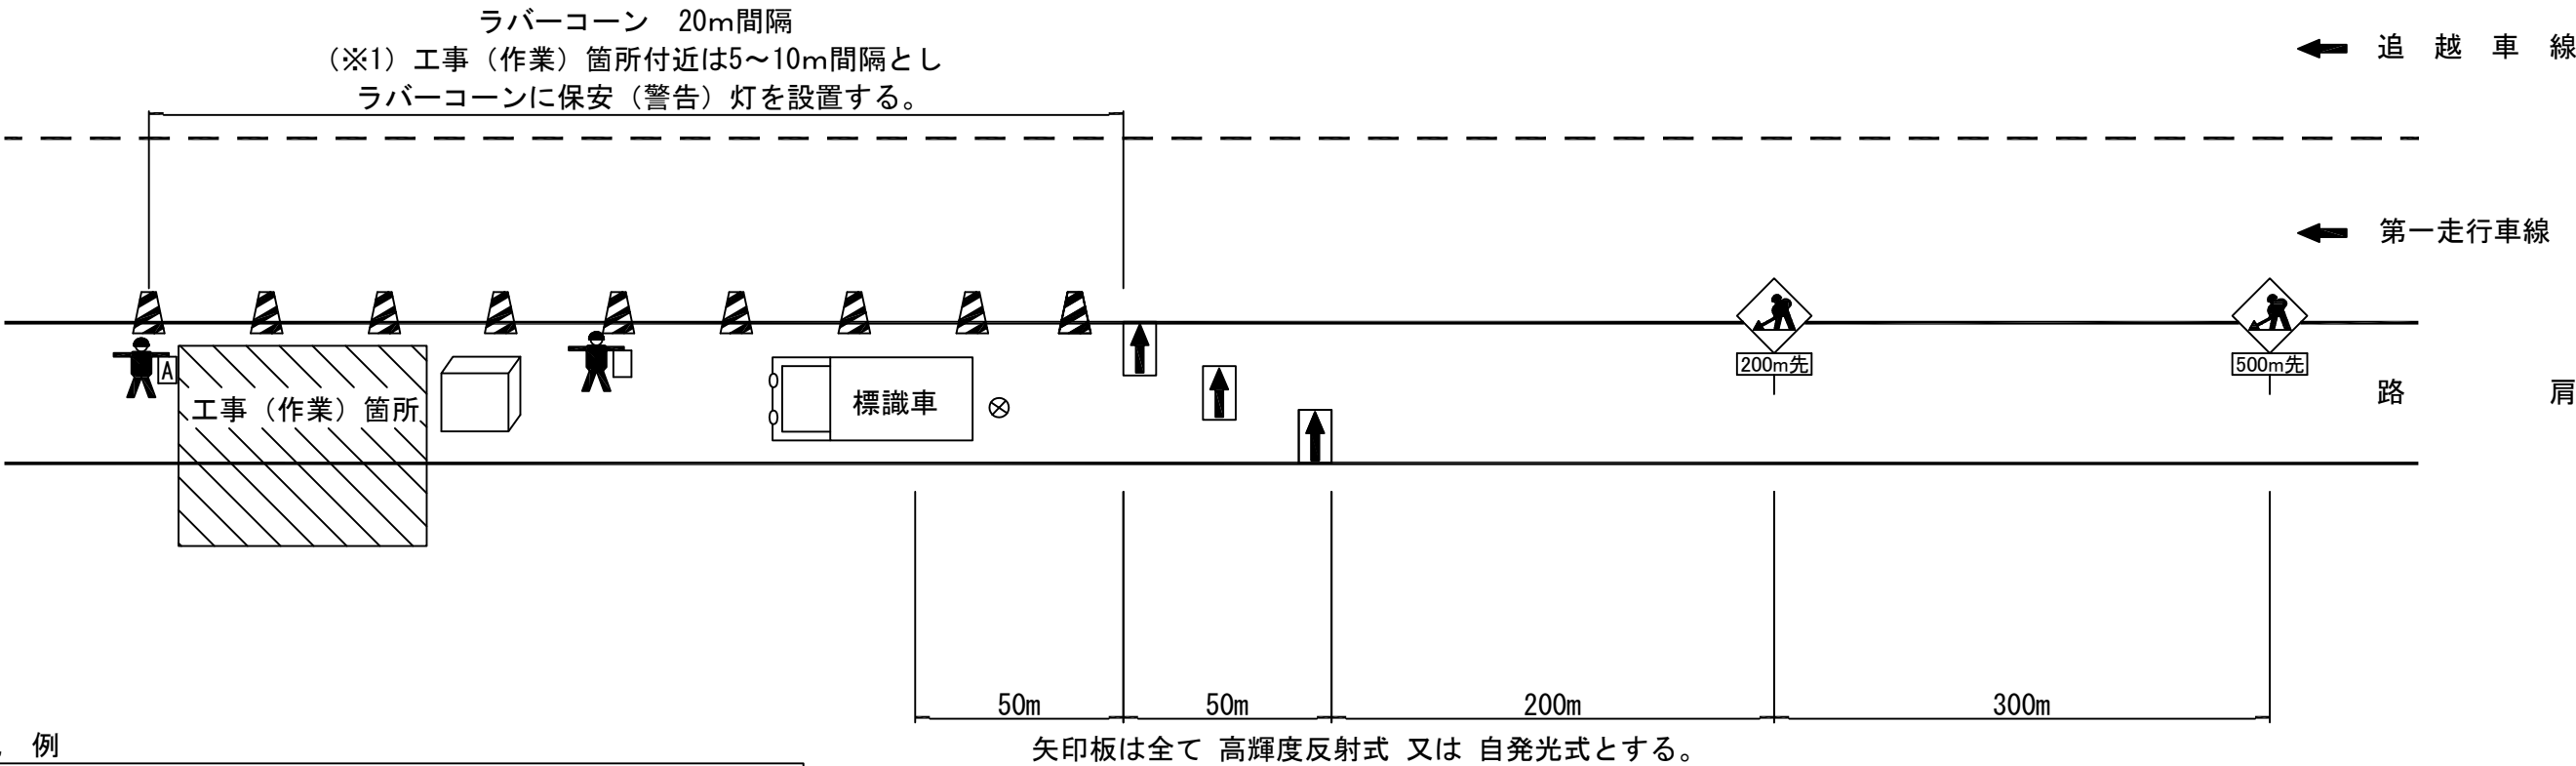 ラバーコーン　20m間隔
（※1）工事（作業）箇所付近は5～10m間隔とし
ラバーコーンに保安（警告）灯を設置する。
追　越　車　線
第一走行車線
200m先
500m先
A
工事（作業）箇所
標識車
路　肩
50m
50m
200m
300m
例
矢印板は全て 高輝度反射式 又は 自発光式とする。